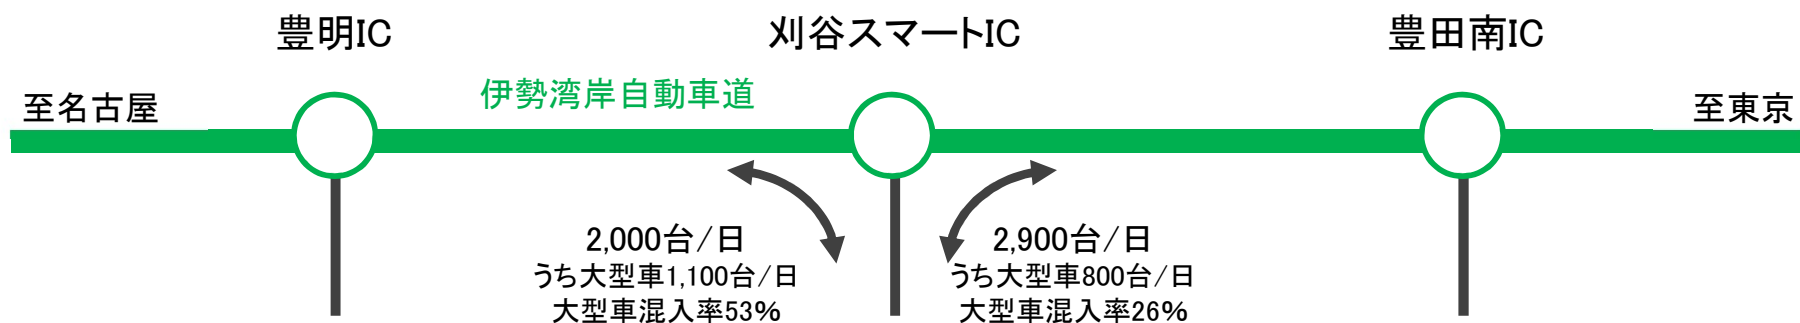 豊明IC
刈谷スマートIC
豊田南IC
至名古屋
伊勢湾岸自動車道
至東京
2,000台/日
うち大型車1,100台/日
大型車混入率53%
2,900台/日
うち大型車800台/日
大型車混入率26%